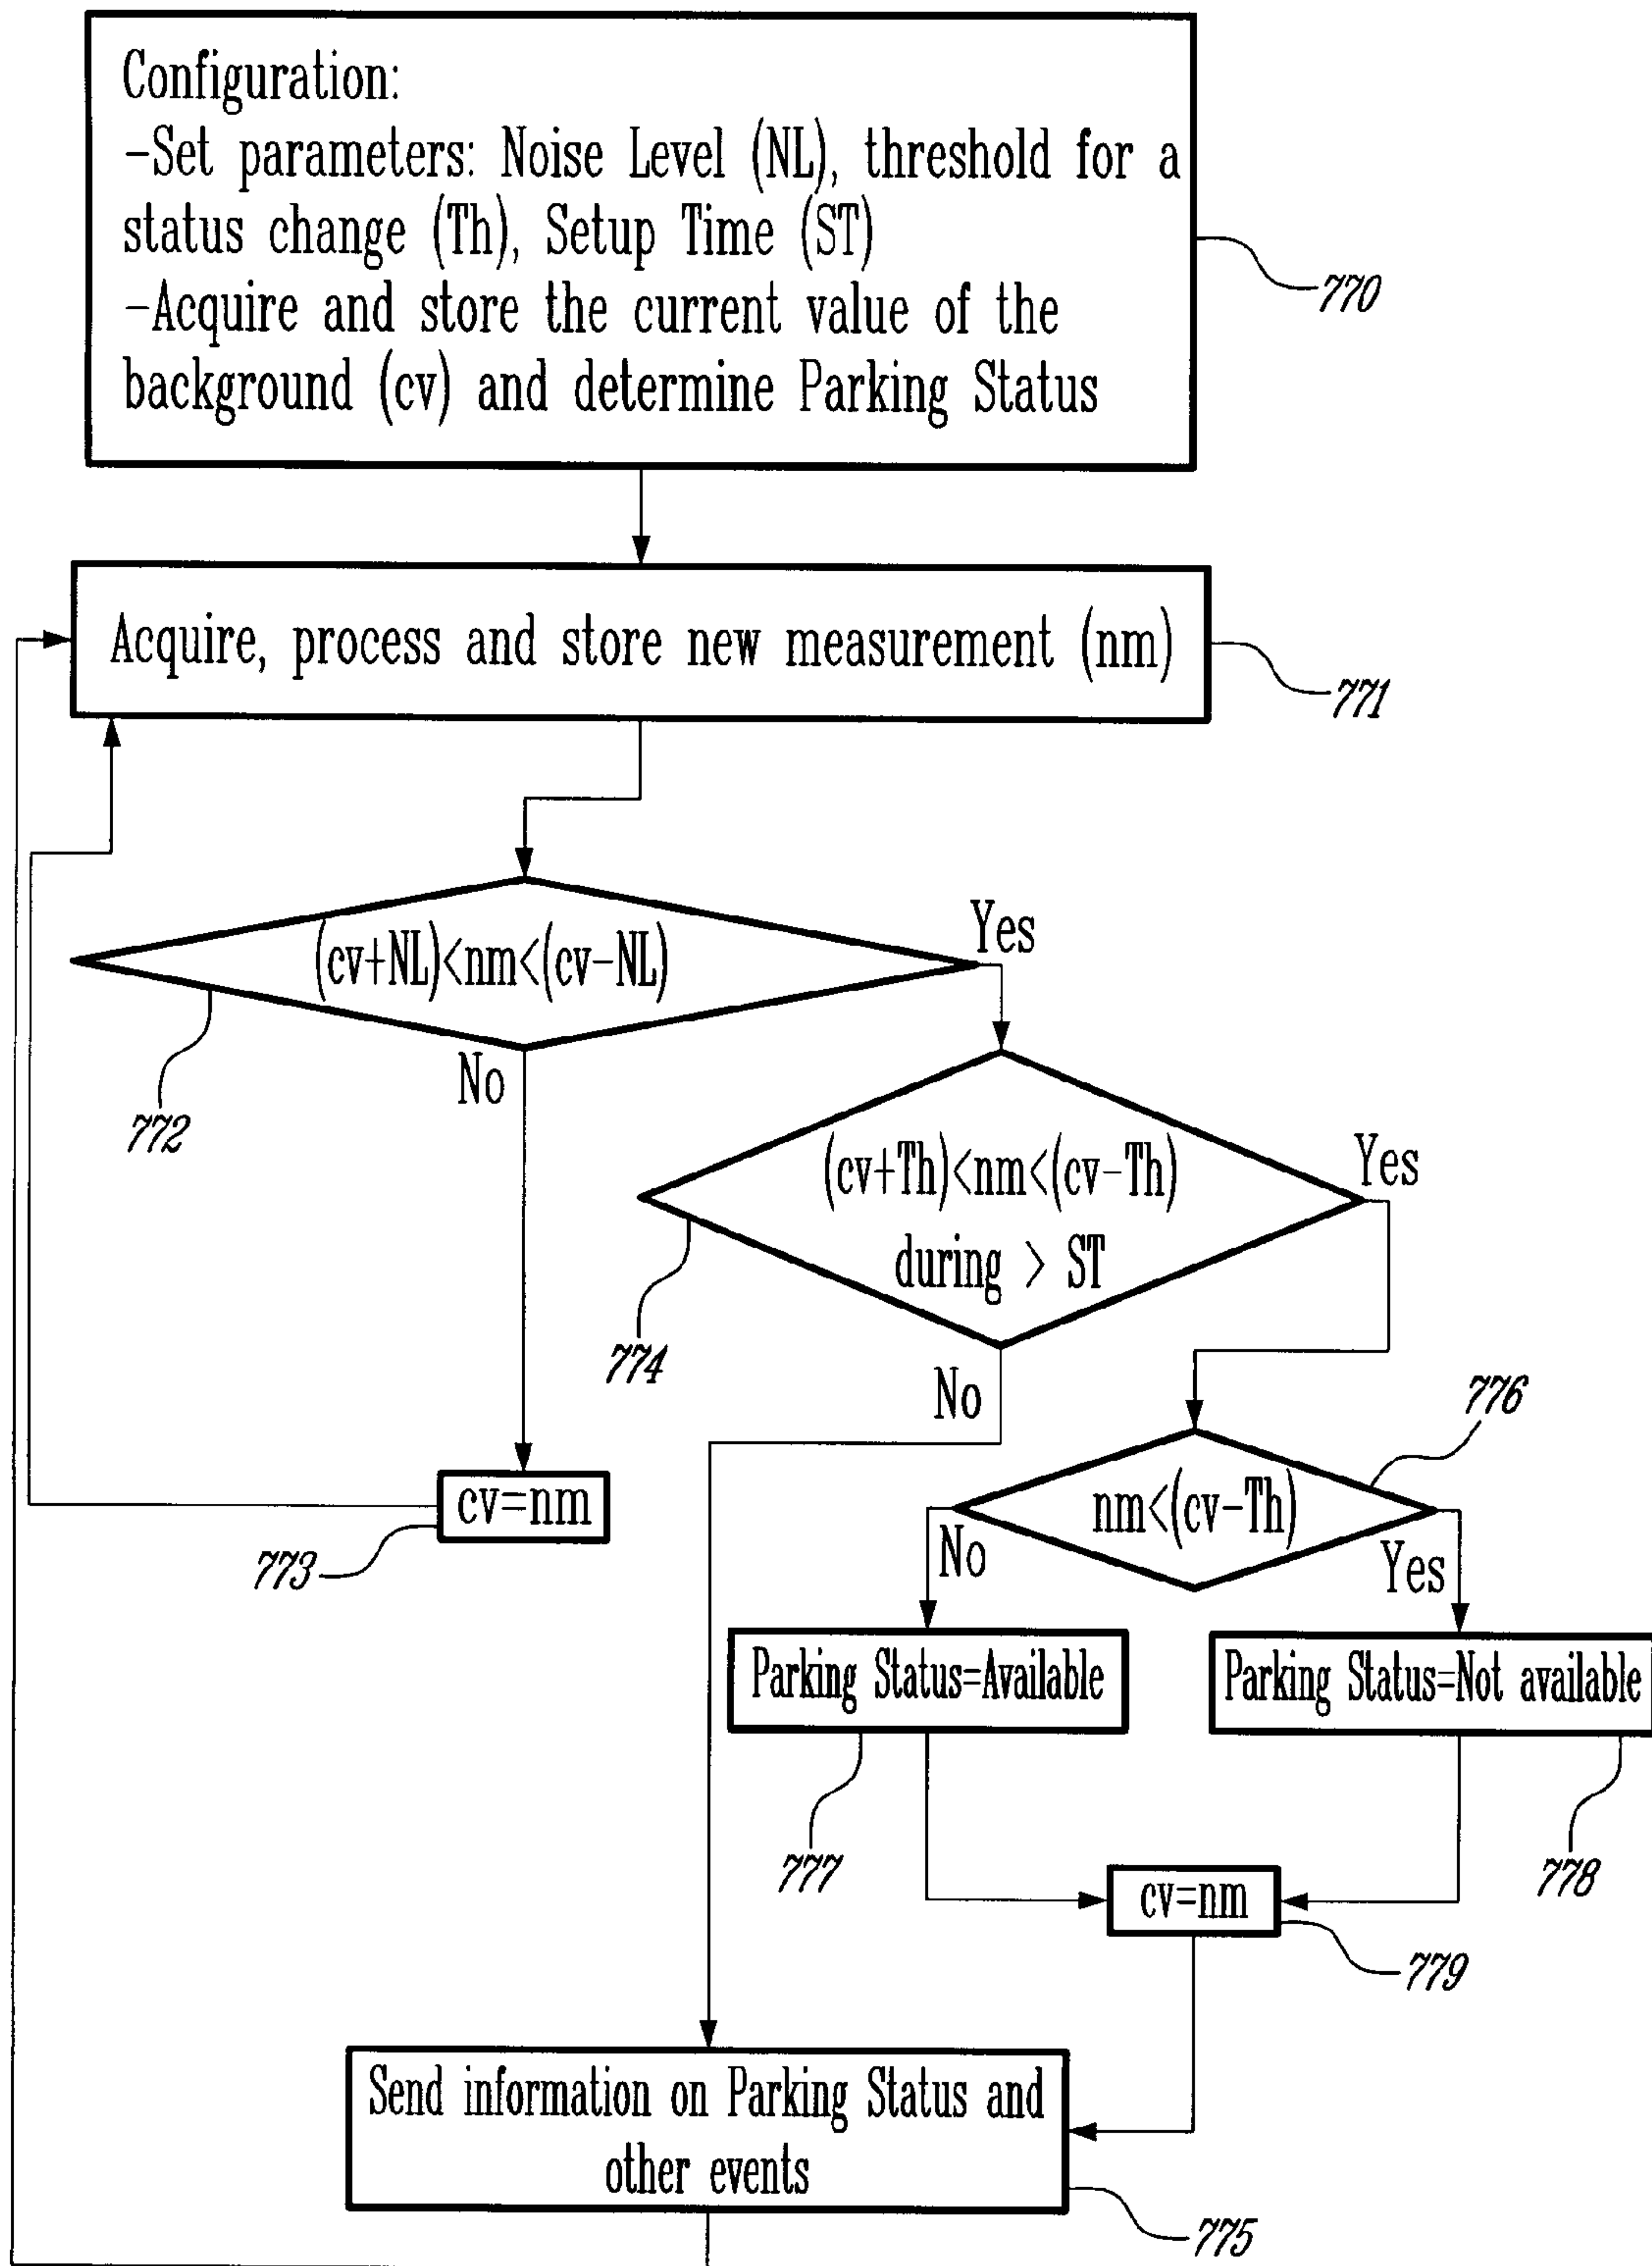 Configuration:
-Set parameters: Noise Level (NL), threshold for a
status change (Th), Setup Time (ST)
-Acquire and store the current value of the
background (cv) and determine Parking Status
770
Acquire, process and store new measurement (nm)
771
(cv+NL)<nm<(cv-NL)
Yes
No
772
(cv+Th)<nm<(cv-Th)
during > ST
Yes
No
774
776
cv=nm
773
nm<(cv-Th)
No
Yes
Parking Status=Available
Parking Status=Not available
777
778
cv=nm
779
Send information on Parking Status and
other events
775